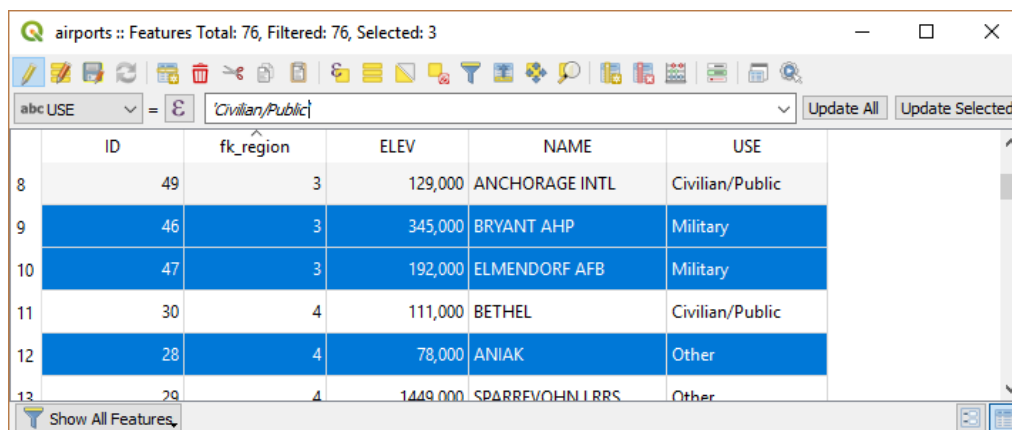 airports :: Features Total: 76, Filtered: 76, Selected: 3
abc USE = ε 'Civilian/Public' Update All Update Selected
ID fk_region ELEV NAME USE
8 49 3 129,000 ANCHORAGE INTL Civilian/Public
9 46 3 345,000 BRYANT AHP Military
10 47 3 192,000 ELMENDORF AFB Military
11 30 4 111,000 BETHEL Civilian/Public
12 28 4 78,000 ANIAK Other
13 29 4 1449,000 SPARREVOHN LRRS Other
Show All Features